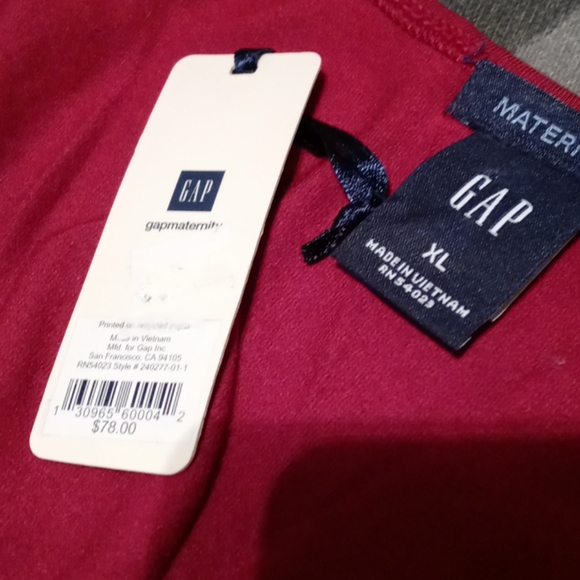 GAP
gapmaternity
Printed on recycled paper
Made in Vietnam
Mfd. for Gap Inc.
San Francisco, CA 94105
RN54023 Style # 240277-01-1
1 30965 60004 2
$78.00
MATERN
GAP
XL
MADE IN VIETNAM
RN 54023